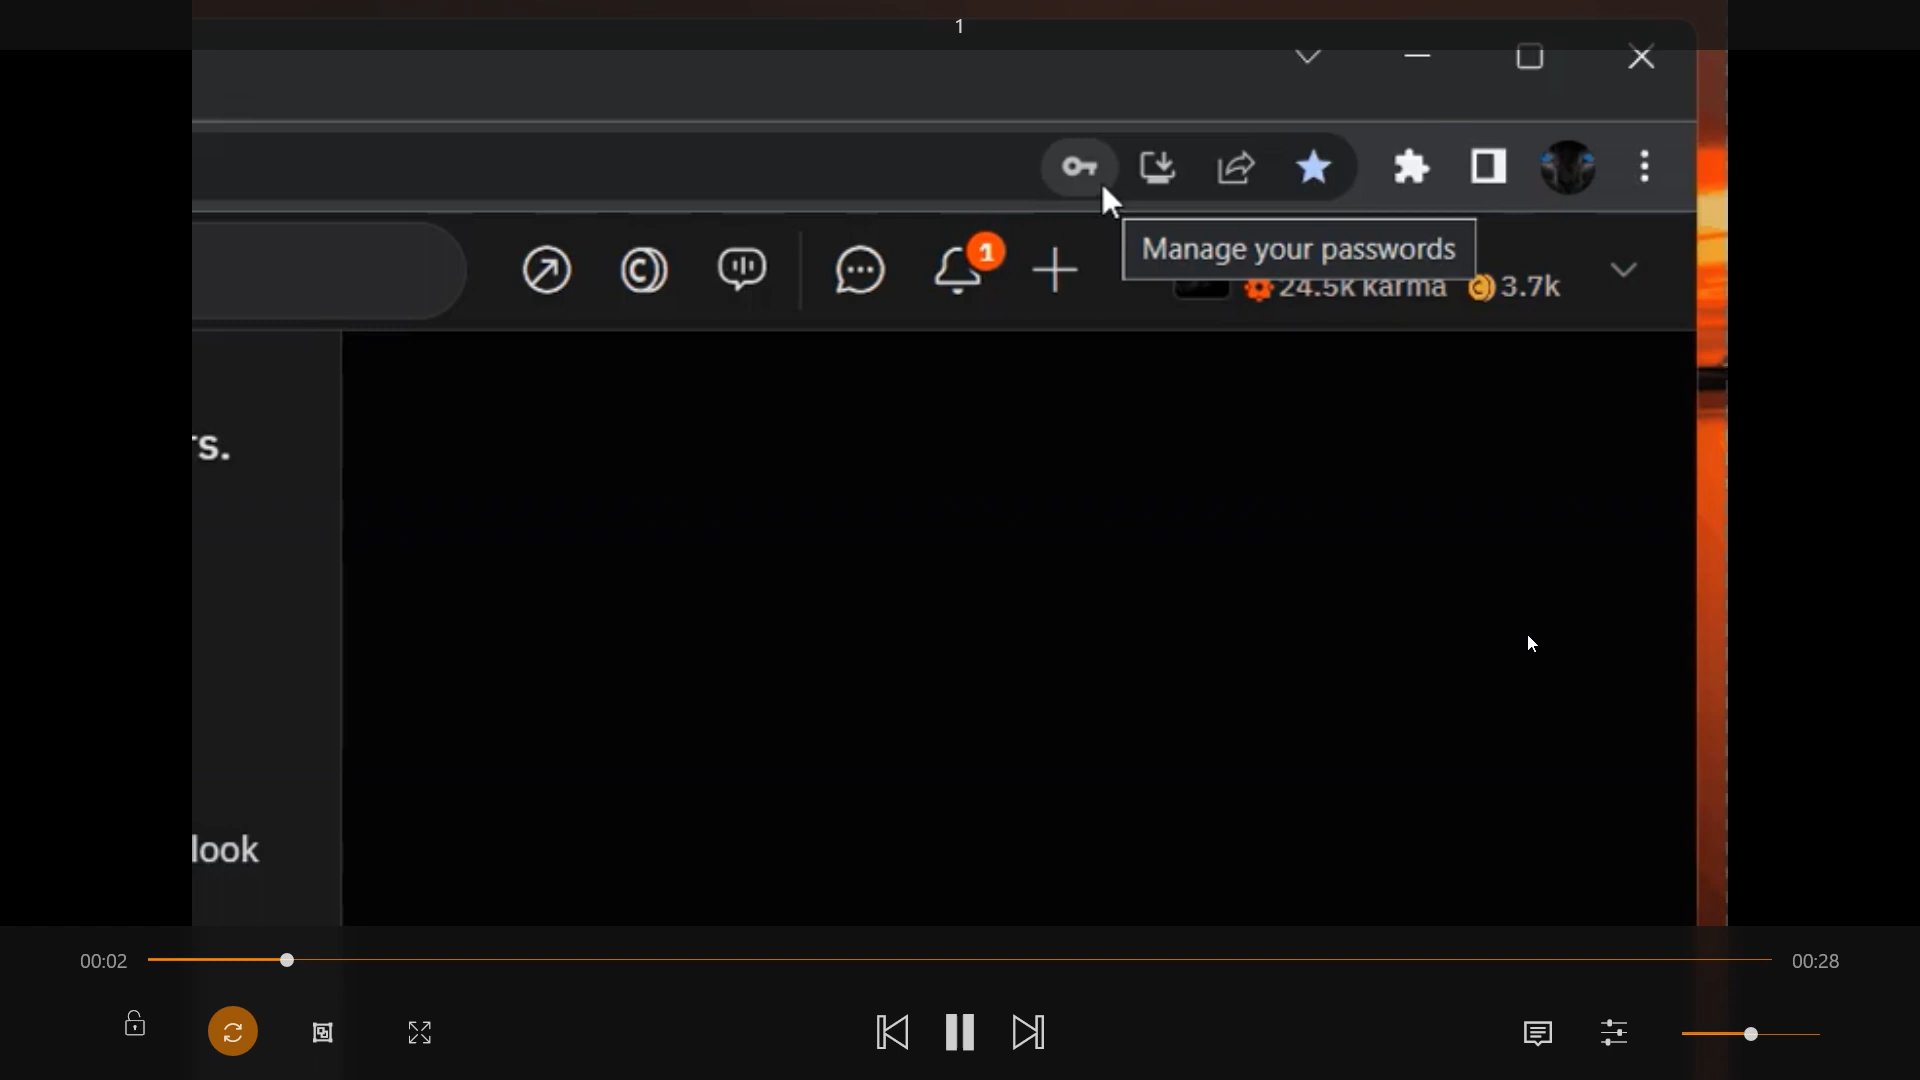 1
Manage your passwords
1
24.5k karma
3.7k
rs.
look
00:02
00:28